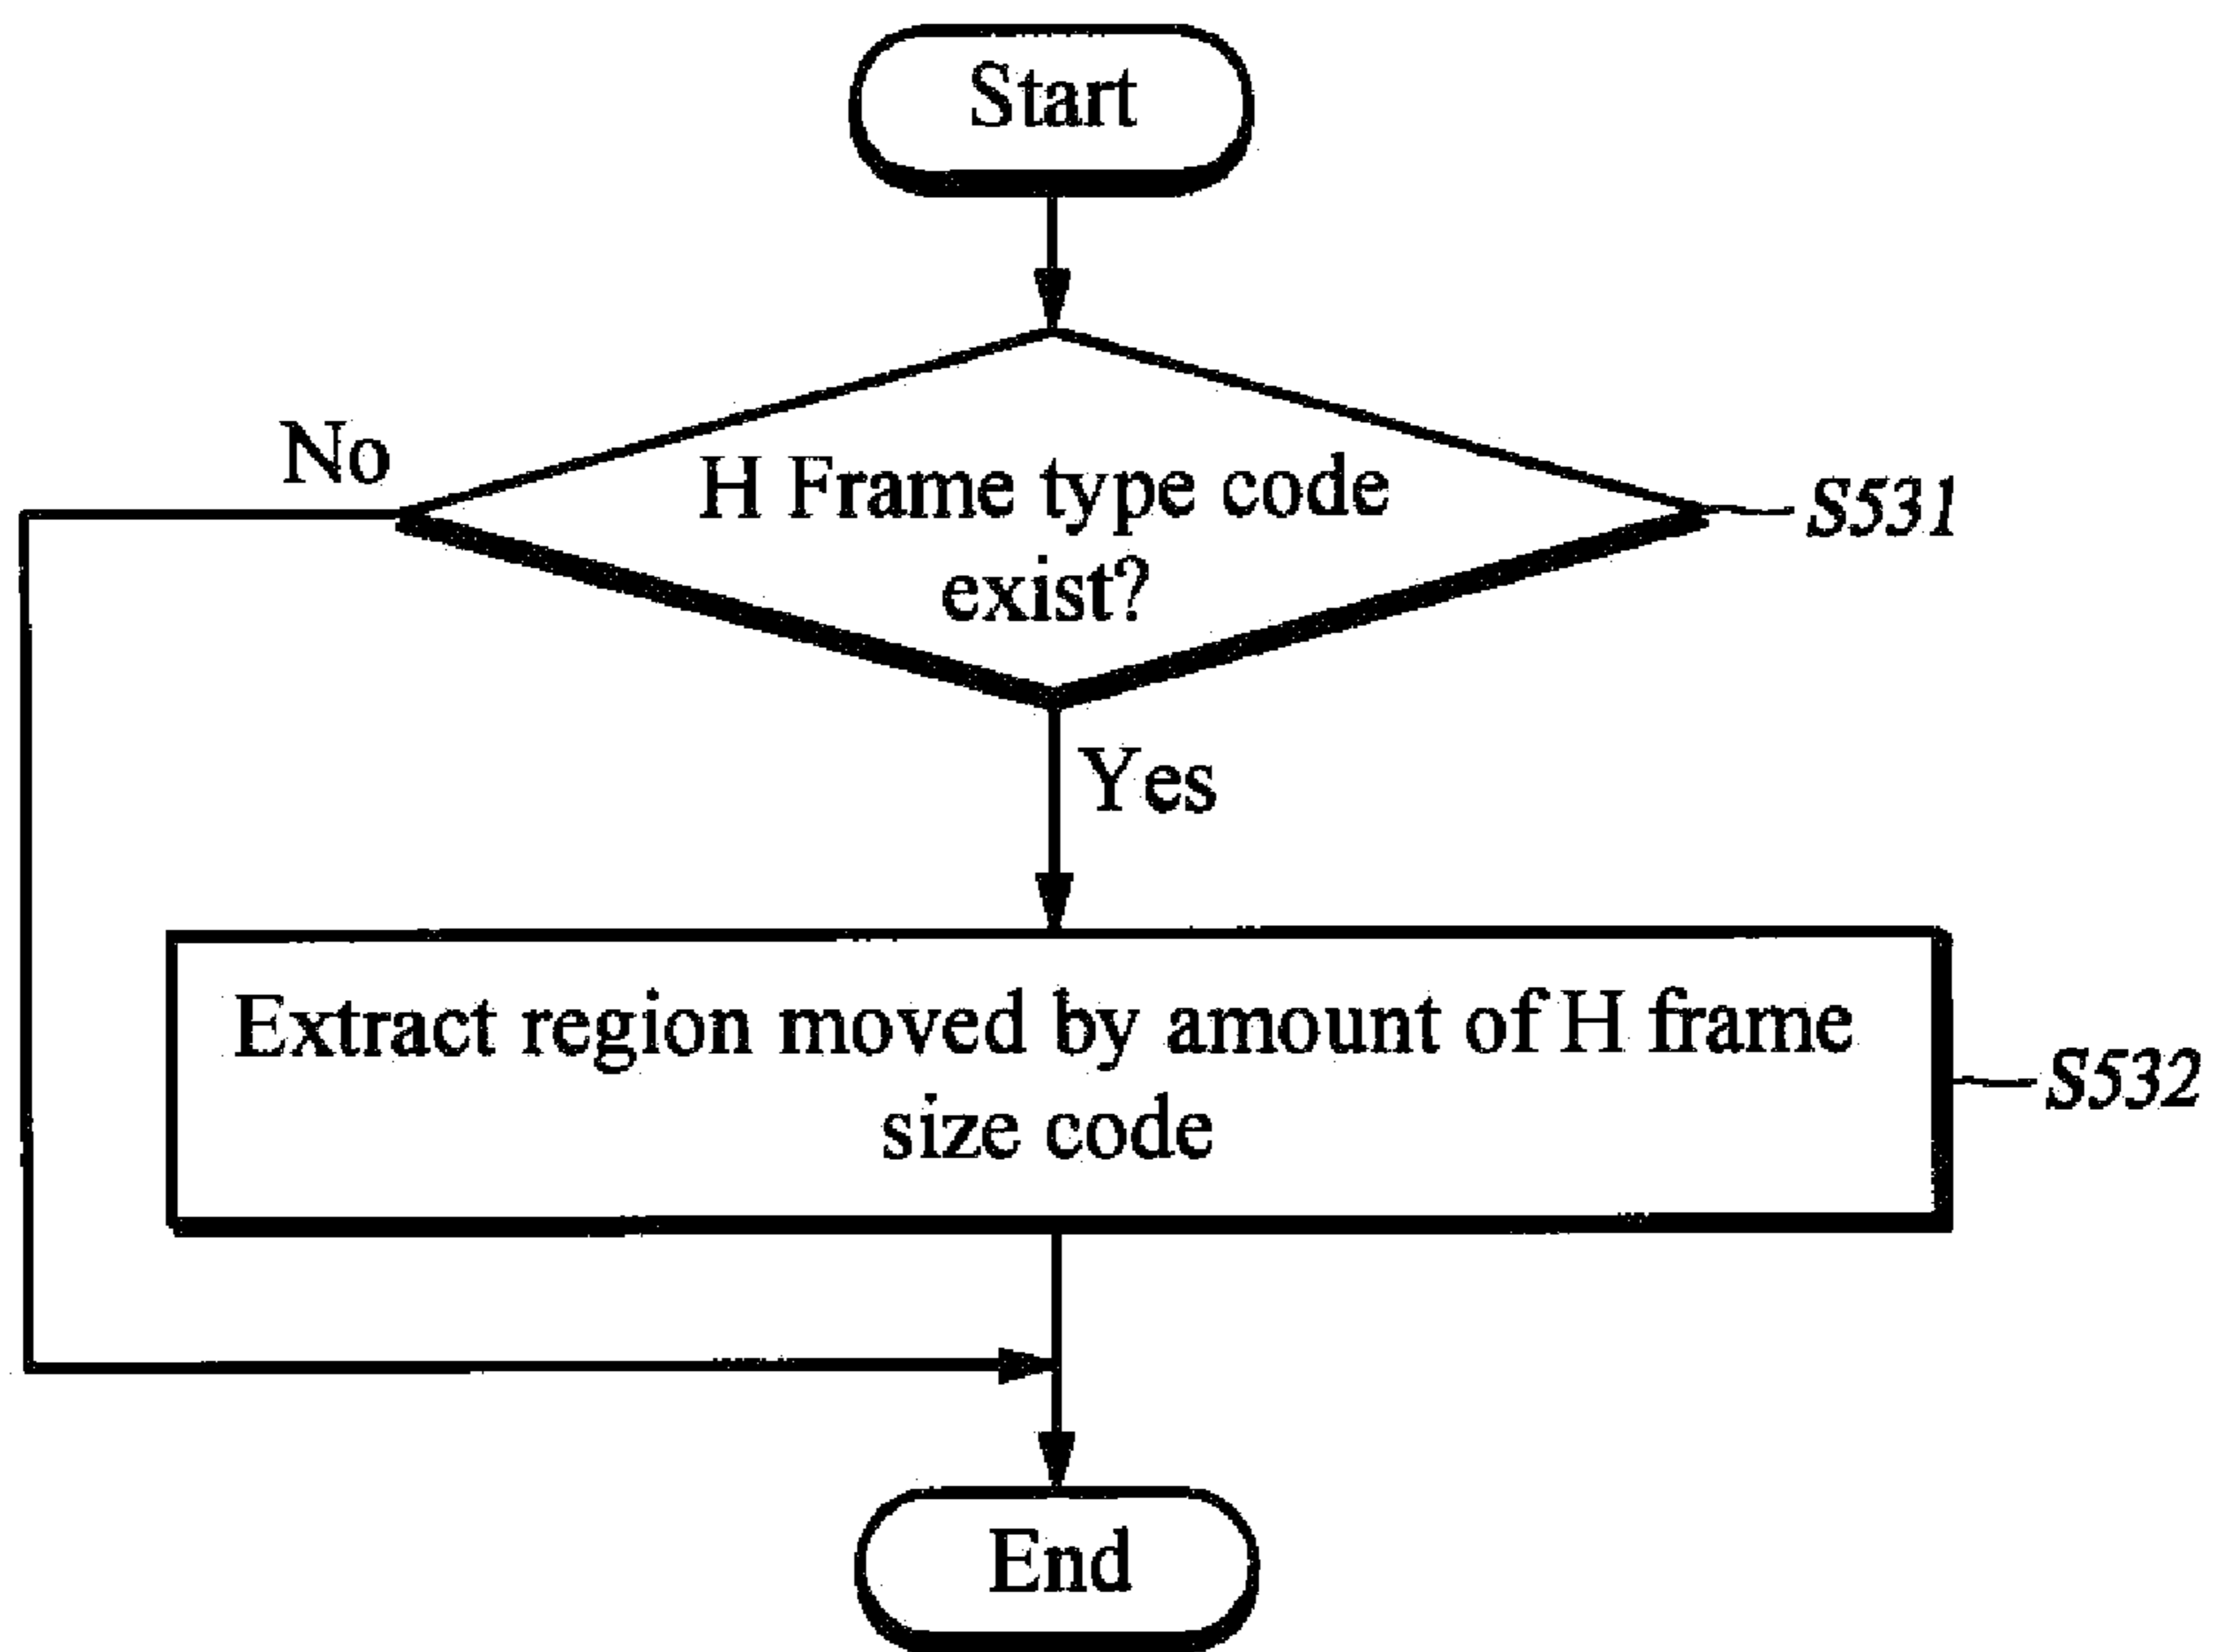 Start
No
H Frame type code
exist?
S531
Yes
Extract region moved by amount of H frame
size code
S532
End